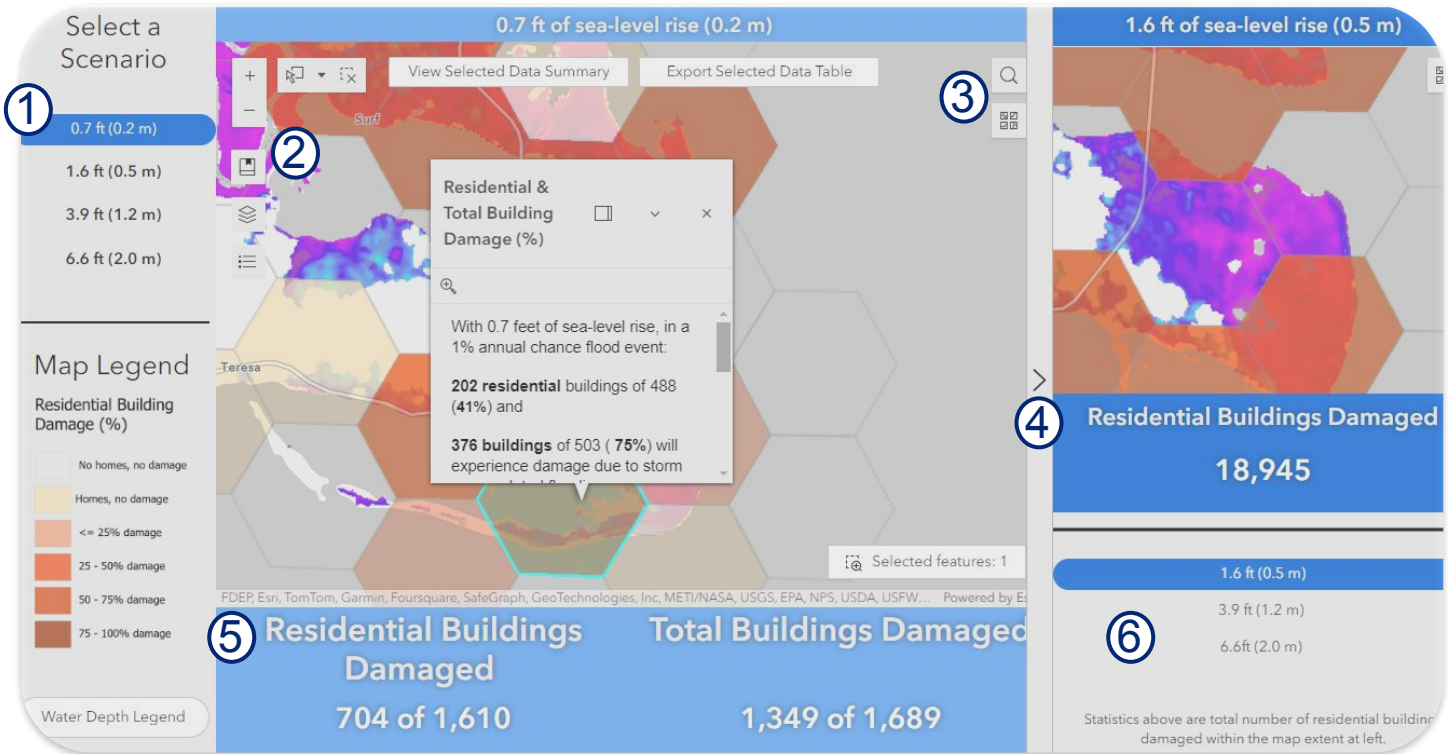 Select a
Scenario
1
0.7 ft (0.2 m)
1.6 ft (0.5 m)
3.9 ft (1.2 m)
6.6 ft (2.0 m)
Map Legend
Residential Building
Damage (%)
No homes, no damage
Homes, no damage
<= 25% damage
25 - 50% damage
50 - 75% damage
75 - 100% damage
Water Depth Legend
0.7 ft of sea-level rise (0.2 m)
+
−
View Selected Data Summary
Export Selected Data Table
2
3
Surf
Teresa
Residential &
Total Building
Damage (%)
With 0.7 feet of sea-level rise, in a
1% annual chance flood event:
202 residential buildings of 488
(41%) and
376 buildings of 503 ( 75%) will
experience damage due to storm
Selected features: 1
FDEP, Esri, TomTom, Garmin, Foursquare, SafeGraph, GeoTechnologies, Inc, METI/NASA, USGS, EPA, NPS, USDA, USFW... Powered by Es
5
Residential Buildings
Damaged
704 of 1,610
Total Buildings Damaged
1,349 of 1,689
1.6 ft of sea-level rise (0.5 m)
4
Residential Buildings Damaged
18,945
1.6 ft (0.5 m)
3.9 ft (1.2 m)
6.6ft (2.0 m)
6
Statistics above are total number of residential building
damaged within the map extent at left.